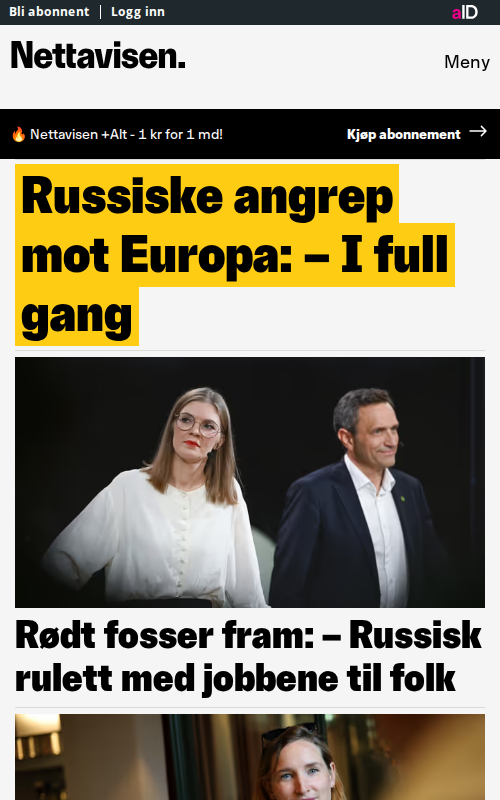 Bli abonnent | Logg inn
aID
Nettavisen.
Meny
🔥 Nettavisen +Alt - 1 kr for 1 md!
Kjøp abonnement →
Russiske angrep
mot Europa: – I full
gang
Rødt fosser fram: – Russisk
rulett med jobbene til folk